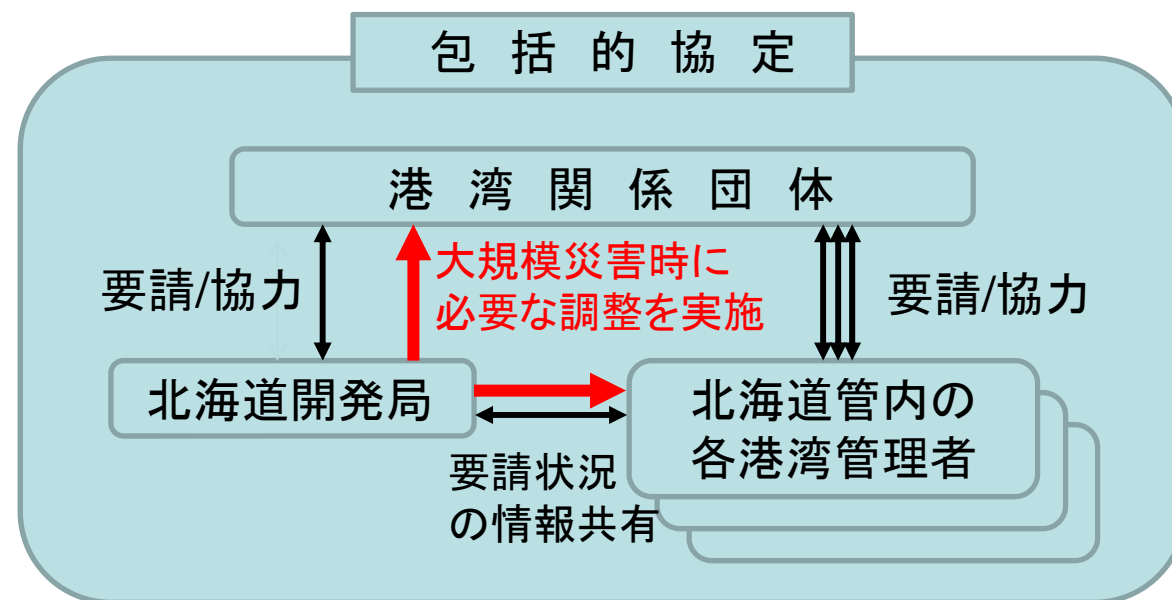 包括的協定
港湾関係団体
要請/協力
大規模災害時に
必要な調整を実施
要請/協力
北海道開発局
北海道管内の
各港湾管理者
要請状況
の情報共有